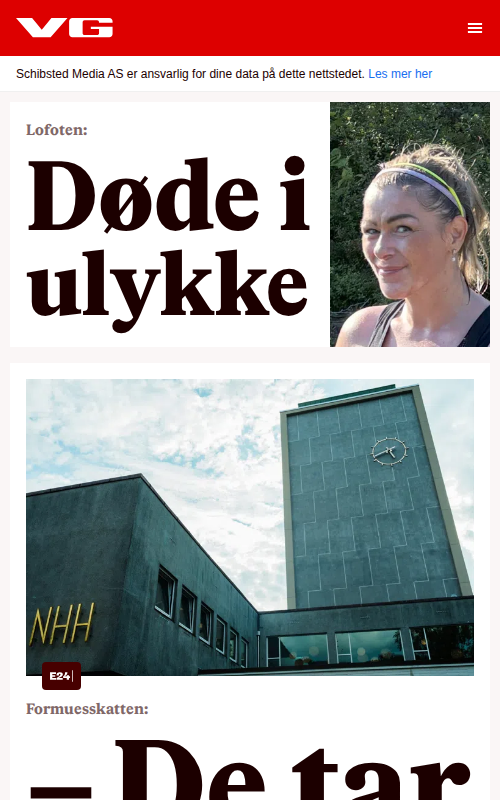 VG
Schibsted Media AS er ansvarlig for dine data på dette nettstedet. Les mer her
Lofoten:
Døde i
ulykke
NHH
E24
Formuesskatten:
– De tar